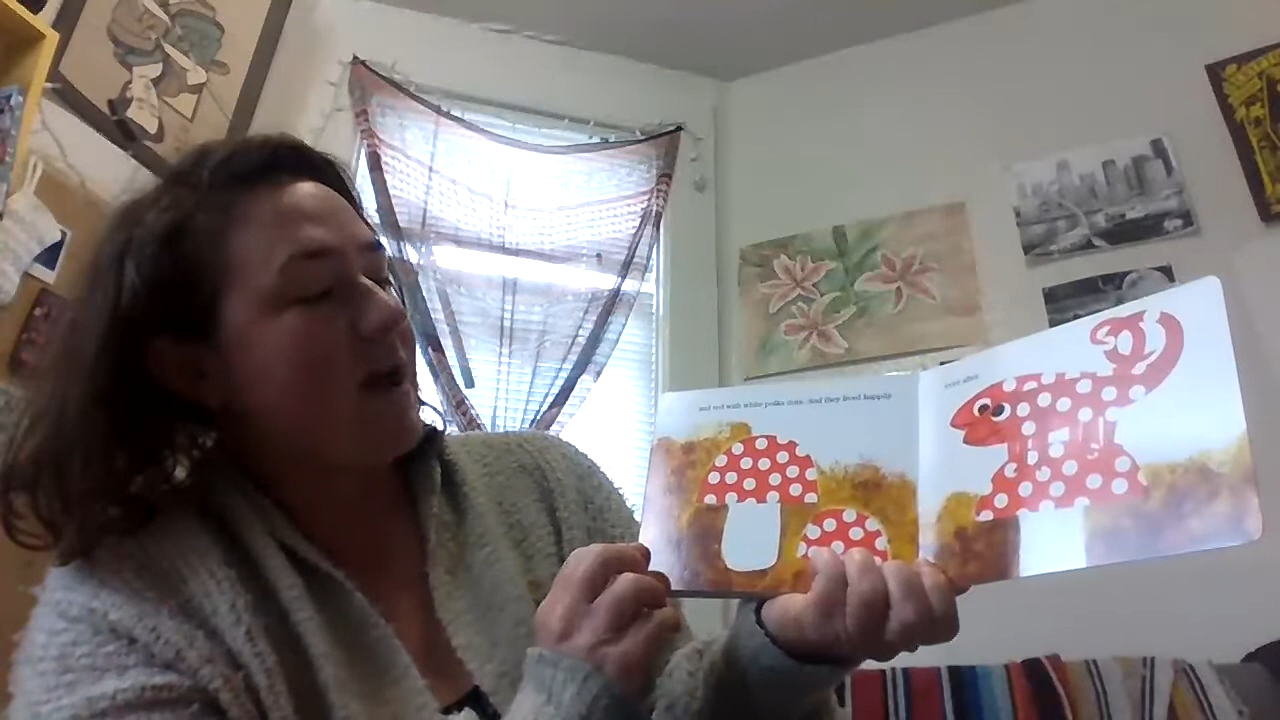 and red with white polka dots. And they lived happily
ever after.